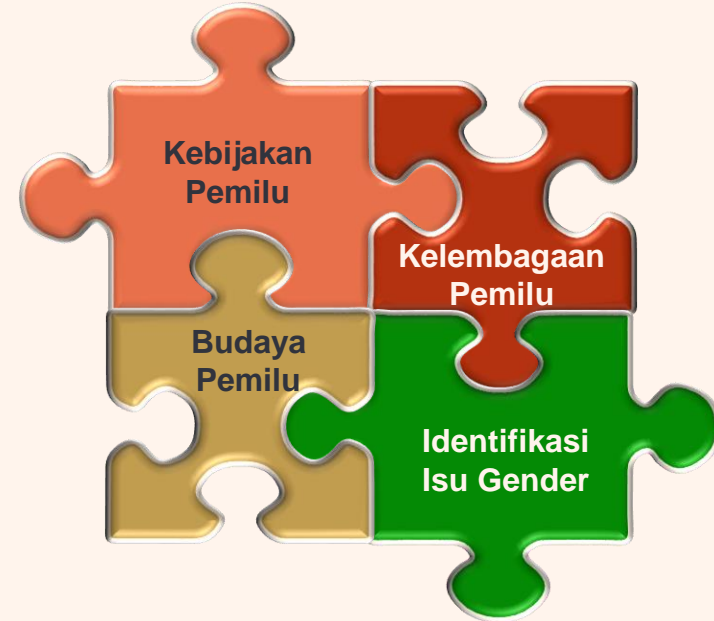 Kebijakan
Pemilu
Kelembagaan
Pemilu
Budaya
Pemilu
Identifikasi
Isu Gender